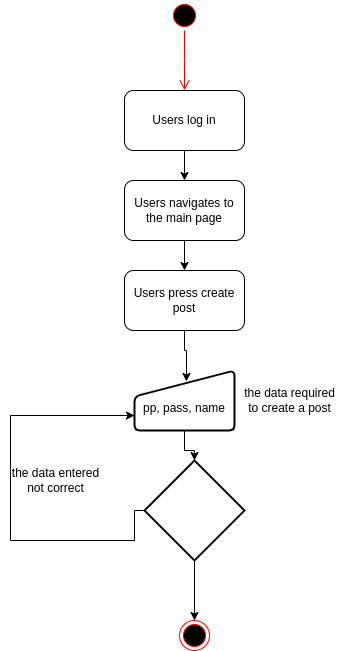 Users log in
Users navigates to
the main page
Users press create
post
pp, pass, name
the data required
to create a post
the data entered
not correct